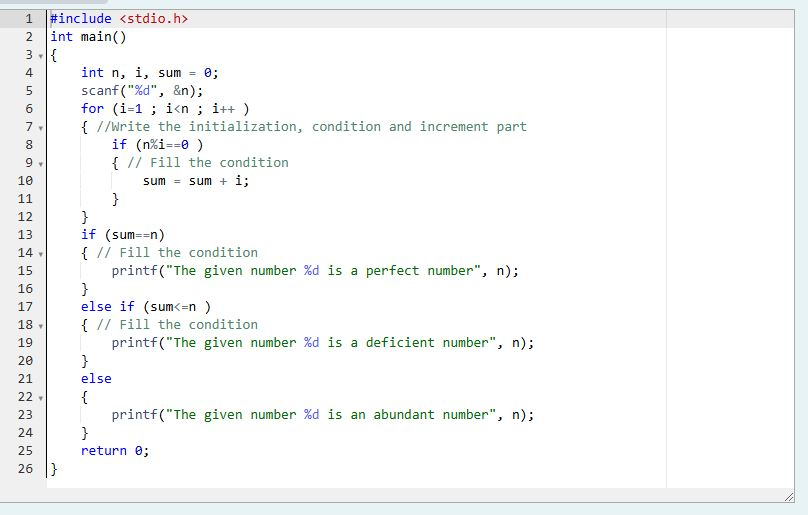 1 #include <stdio.h>
2 int main()
3 {
4 int n, i, sum = 0;
5 scanf("%d", &n);
6 for (i=1 ; i<n ; i++ )
7 { //Write the initialization, condition and increment part
8 if (n%i==0 )
9 { // Fill the condition
10 sum = sum + i;
11 }
12 }
13 if (sum==n)
14 { // Fill the condition
15 printf("The given number %d is a perfect number", n);
16 }
17 else if (sum<=n )
18 { // Fill the condition
19 printf("The given number %d is a deficient number", n);
20 }
21 else
22 {
23 printf("The given number %d is an abundant number", n);
24 }
25 return 0;
26 }